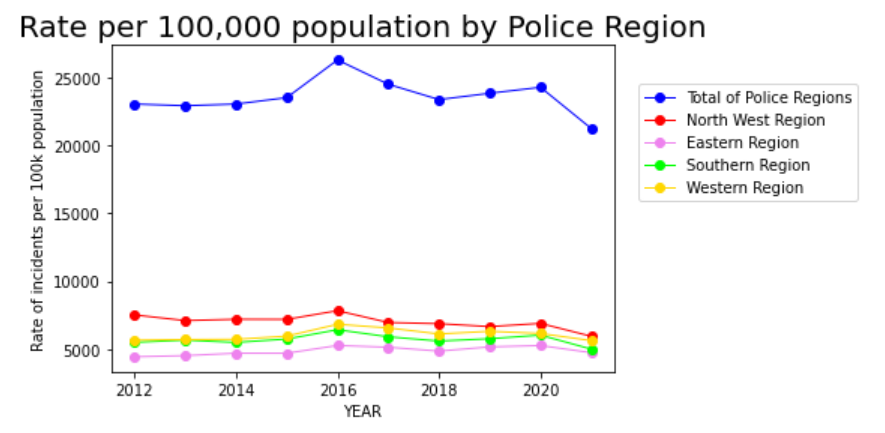 Rate per 100,000 population by Police Region
Rate of incidents per 100k population
25000
20000
15000
10000
5000
2012 2014 2016 2018 2020
YEAR
Total of Police Regions
North West Region
Eastern Region
Southern Region
Western Region